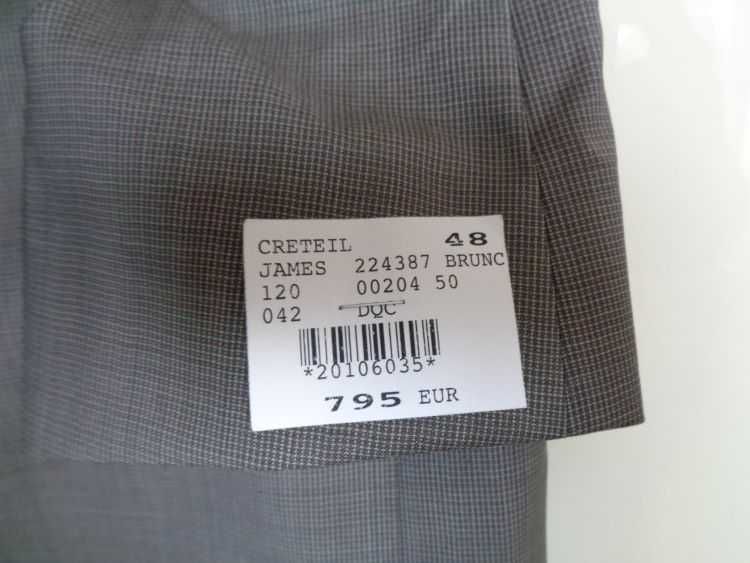 CRETEIL 48
JAMES 224387 BRUNC
120 00204 50
042 DQC
*20106035*
795 EUR